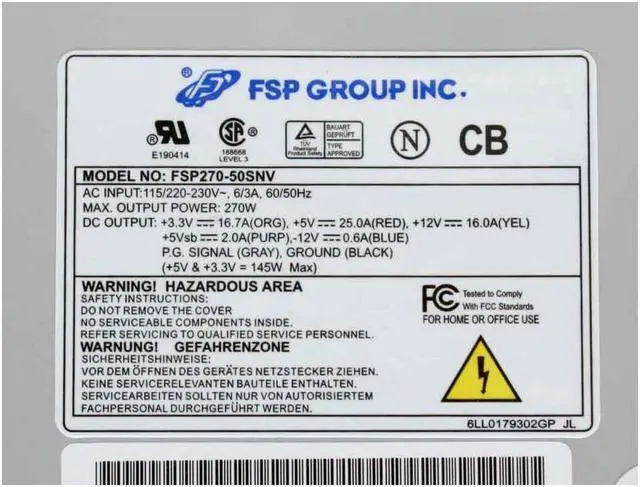 ® FSP GROUP INC.
® RU
E190414
SA ®
188668
LEVEL 3
TÜV
Rheinland
Product Safety
BAUART
GEPRÜFT
TYPE
APPROVED
N
CB
MODEL NO: FSP270-50SNV
AC INPUT:115/220-230V~, 6/3A, 60/50Hz
MAX. OUTPUT POWER: 270W
DC OUTPUT: +3.3V ⎓ 16.7A(ORG), +5V ⎓ 25.0A(RED), +12V ⎓ 16.0A(YEL)
+5Vsb ⎓ 2.0A(PURP),-12V ⎓ 0.6A(BLUE)
P.G. SIGNAL (GRAY), GROUND (BLACK)
(+5V & +3.3V = 145W Max)
WARNING! HAZARDOUS AREA
SAFETY INSTRUCTIONS:
DO NOT REMOVE THE COVER
NO SERVICEABLE COMPONENTS INSIDE.
REFER SERVICING TO QUALIFIED SERVICE PERSONNEL.
WARNUNG! GEFAHRENZONE
SICHERHEITSHINWEISE:
VOR DEM ÖFFNEN DES GERÄTES NETZSTECKER ZIEHEN.
KEINE SERVICERELEVANTEN BAUTEILE ENTHALTEN.
SERVICEARBEITEN SOLLTEN NUR VON AUTORISIERTEM
FACHPERSONAL DURCHGEFÜHRT WERDEN.
FC Tested to Comply
With FCC Standards
FOR HOME OR OFFICE USE
6LL0179302GP JL